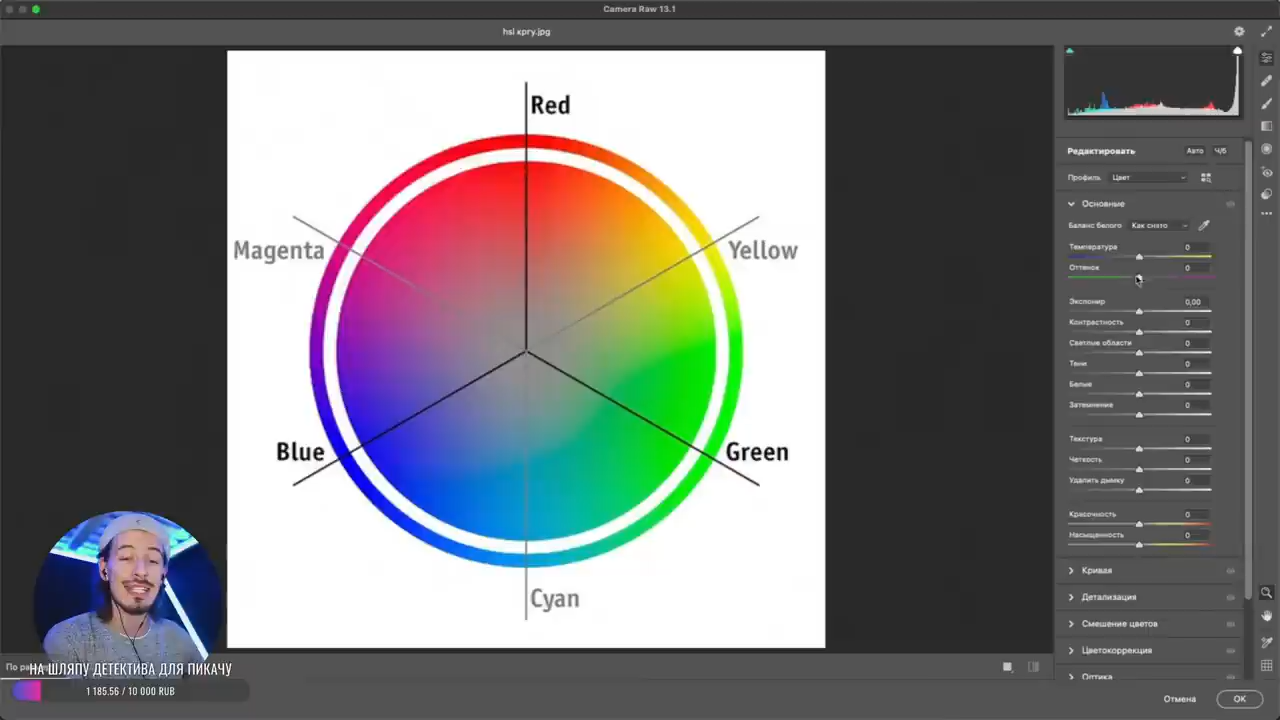 Camera Raw 13.1
hsl кргу.jpg
Red
Magenta
Yellow
Blue
Green
Cyan
Редактировать
Авто
Ч/б
Профиль
Цвет
Основные
Баланс белого
Как снято
Температура
0
Оттенок
0
Экспонир
0,00
Контрастность
0
Светлые области
0
Тени
0
Белые
0
Затемнение
0
Текстура
0
Четкость
0
Удалить дымку
0
Красочность
0
Насыщенность
0
Кривая
Детализация
Смешение цветов
Цветокоррекция
Оптика
По
НА ШЛЯПУ ДЕТЕКТИВА ДЛЯ ПИКАЧУ
1 185.56 / 10 000 RUB
Отмена
OK